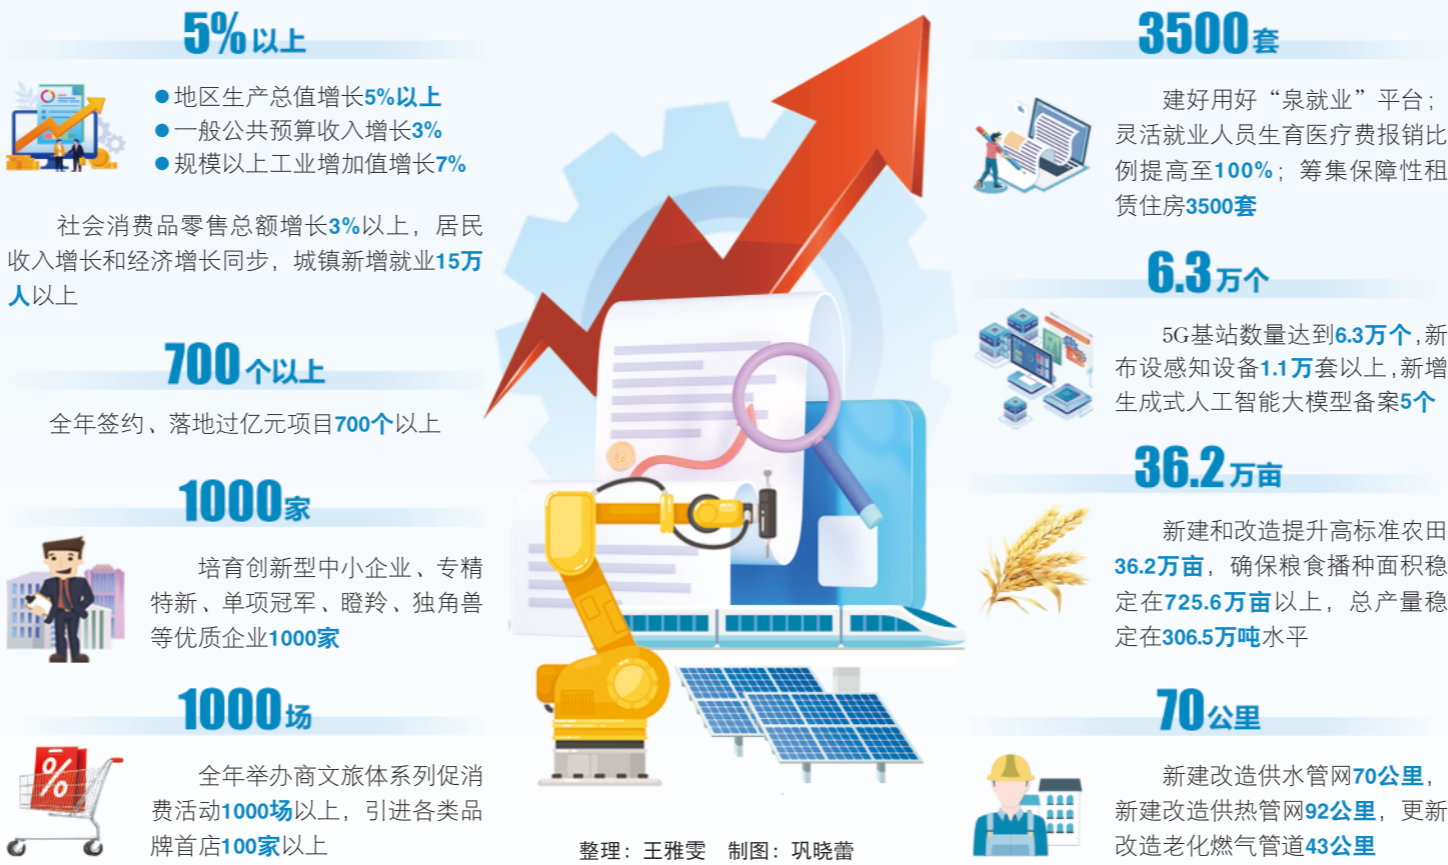 5%以上
●地区生产总值增长5%以上
●一般公共预算收入增长3%
●规模以上工业增加值增长7%
社会消费品零售总额增长3%以上，居民
收入增长和经济增长同步，城镇新增就业15万
人以上
700个以上
全年签约、落地过亿元项目700个以上
1000家
培育创新型中小企业、专精
特新、单项冠军、瞪羚、独角兽
等优质企业1000家
1000场
%
全年举办商文旅体系列促消
费活动1000场以上，引进各类品
牌首店100家以上
3500套
建好用好“泉就业”平台；
灵活就业人员生育医疗费报销比
例提高至100%；筹集保障性租
赁住房3500套
6.3万个
5G基站数量达到6.3万个，新
布设感知设备1.1万套以上，新增
生成式人工智能大模型备案5个
36.2万亩
新建和改造提升高标准农田
36.2万亩，确保粮食播种面积稳
定在725.6万亩以上，总产量稳
定在306.5万吨水平
70公里
新建改造供水管网70公里，
新建改造供热管网92公里，更新
改造老化燃气管道43公里
整理：王雅雯 制图：巩晓蕾